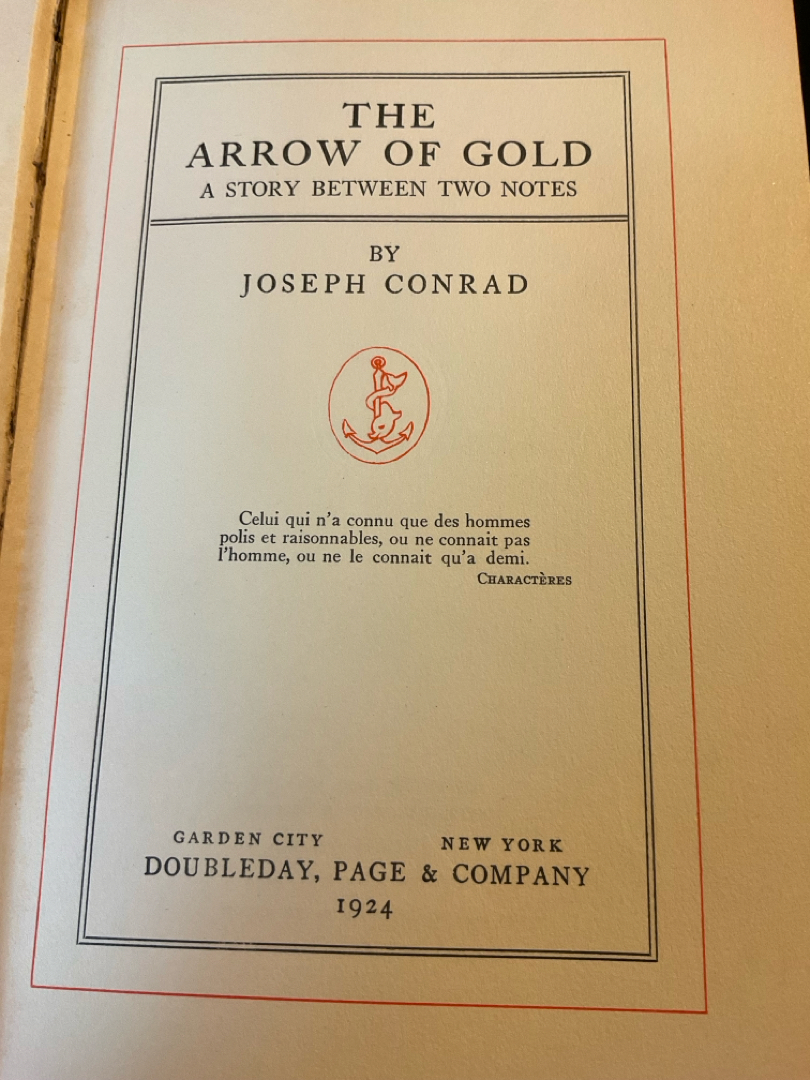 THE
ARROW OF GOLD
A STORY BETWEEN TWO NOTES
BY
JOSEPH CONRAD
Celui qui n'a connu que des hommes
polis et raisonnables, ou ne connait pas
l'homme, ou ne le connait qu'a demi.
CHARACTÈRES
GARDEN CITY NEW YORK
DOUBLEDAY, PAGE & COMPANY
1924